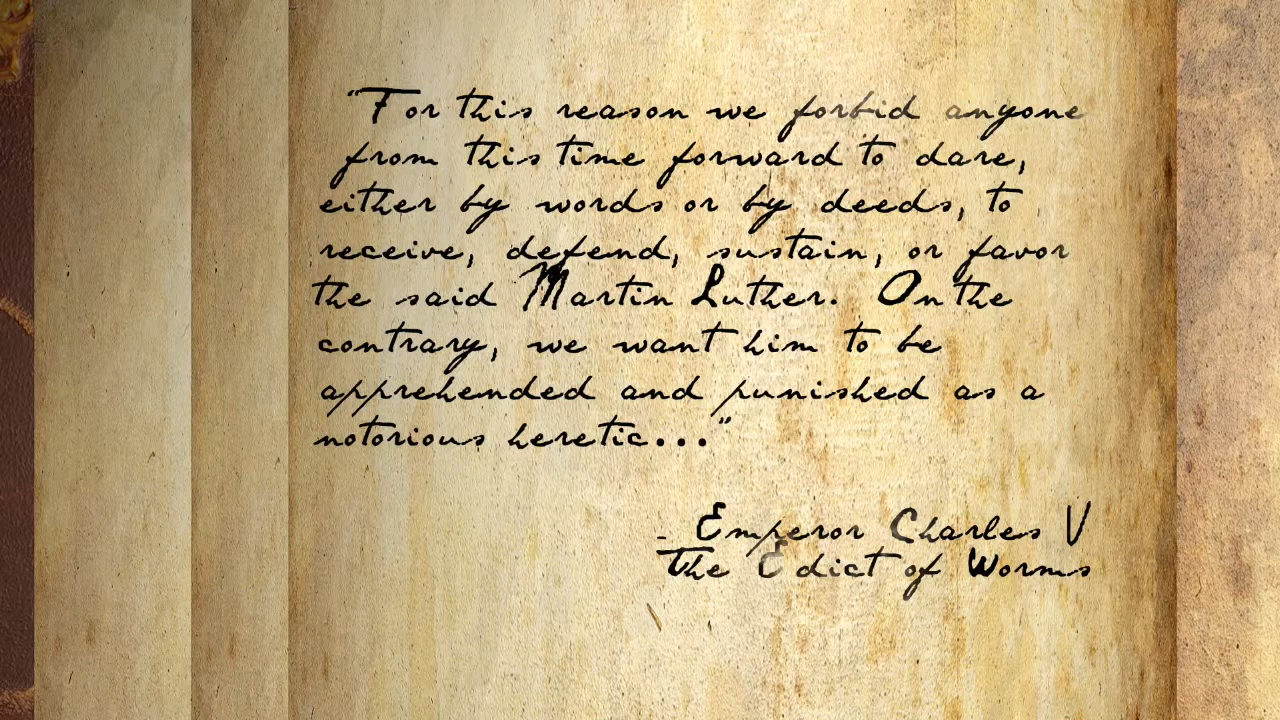 "For this reason we forbid anyone
from this time forward to dare,
either by words or by deeds, to
receive, defend, sustain, or favor
the said Martin Luther. On the
contrary, we want him to be
apprehended and punished as a
notorious heretic..."
- Emperor Charles V
The Edict of Worms